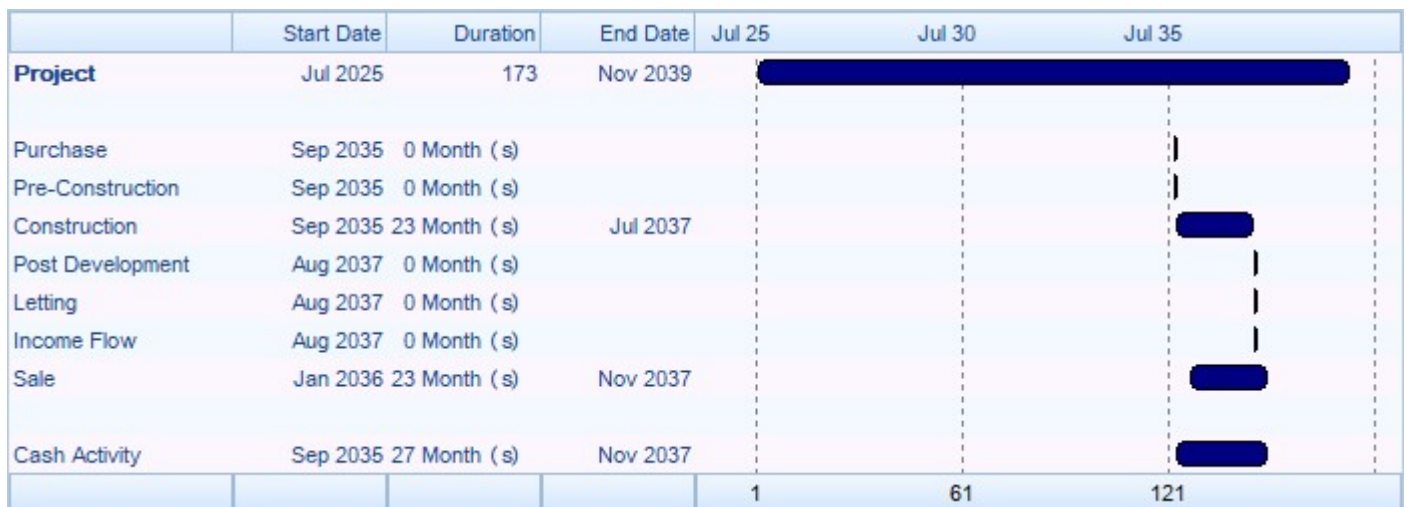 Start Date Duration End Date Jul 25 Jul 30 Jul 35
Project Jul 2025 173 Nov 2039
Purchase Sep 2035 0 Month (s)
Pre-Construction Sep 2035 0 Month (s)
Construction Sep 2035 23 Month (s) Jul 2037
Post Development Aug 2037 0 Month (s)
Letting Aug 2037 0 Month (s)
Income Flow Aug 2037 0 Month (s)
Sale Jan 2036 23 Month (s) Nov 2037
Cash Activity Sep 2035 27 Month (s) Nov 2037
1 61 121